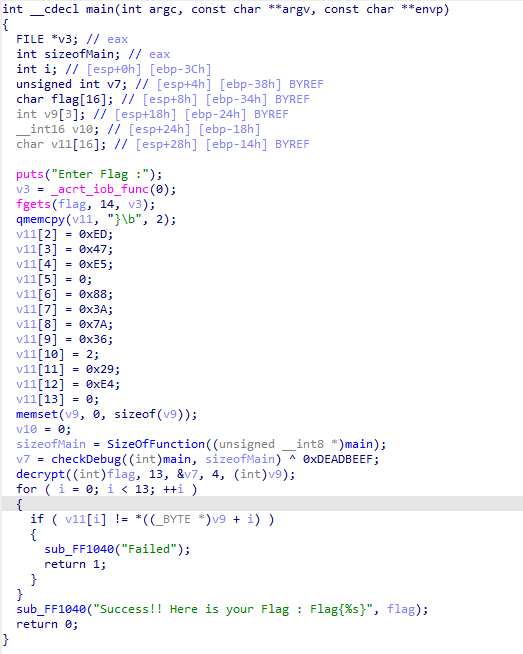 int __cdecl main(int argc, const char **argv, const char **envp)
{
  FILE *v3; // eax
  int sizeofMain; // eax
  int i; // [esp+0h] [ebp-3Ch]
  unsigned int v7; // [esp+4h] [ebp-38h] BYREF
  char flag[16]; // [esp+8h] [ebp-34h] BYREF
  int v9[3]; // [esp+18h] [ebp-24h] BYREF
  __int16 v10; // [esp+24h] [ebp-18h]
  char v11[16]; // [esp+28h] [ebp-14h] BYREF

  puts("Enter Flag :");
  v3 = _acrt_iob_func(0);
  fgets(flag, 14, v3);
  qmemcpy(v11, "}\b", 2);
  v11[2] = 0xED;
  v11[3] = 0x47;
  v11[4] = 0xE5;
  v11[5] = 0;
  v11[6] = 0x88;
  v11[7] = 0x3A;
  v11[8] = 0x7A;
  v11[9] = 0x36;
  v11[10] = 2;
  v11[11] = 0x29;
  v11[12] = 0xE4;
  v11[13] = 0;
  memset(v9, 0, sizeof(v9));
  v10 = 0;
  sizeofMain = SizeOfFunction((unsigned __int8 *)main);
  v7 = checkDebug((int)main, sizeofMain) ^ 0xDEADBEEF;
  decrypt((int)flag, 13, &v7, 4, (int)v9);
  for ( i = 0; i < 13; ++i )
  {
    if ( v11[i] != *((_BYTE *)v9 + i) )
    {
      sub_FF1040("Failed");
      return 1;
    }
  }
  sub_FF1040("Success!! Here is your Flag : Flag{%s}", flag);
  return 0;
}